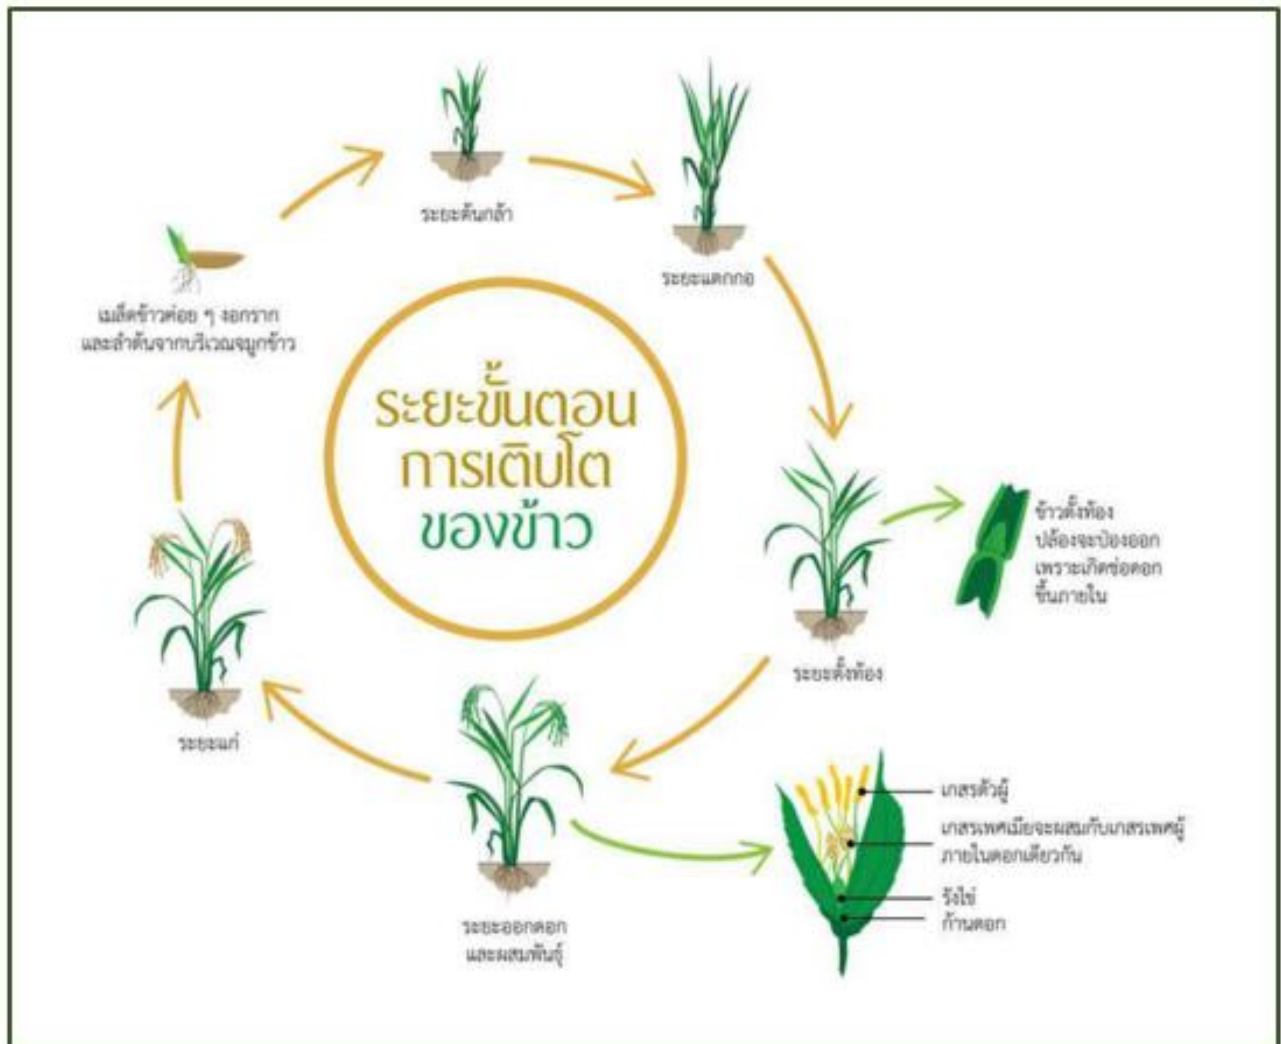 ระยะขั้นตอน
การเติบโต
ของข้าว
เมล็ดข้าวค่อย ๆ งอกราก
และลำต้นจากบริเวณจมูกข้าว
ระยะต้นกล้า
ระยะแตกกอ
ระยะตั้งท้อง
ข้าวตั้งท้อง
ปล้องจะป่องออก
เพราะเกิดช่อดอก
ขึ้นภายใน
ระยะออกดอก
และผสมพันธุ์
เกสรตัวผู้
เกสรเพศเมียจะผสมกับเกสรเพศผู้
ภายในดอกเดียวกัน
รังไข่
ก้านดอก
ระยะแก่